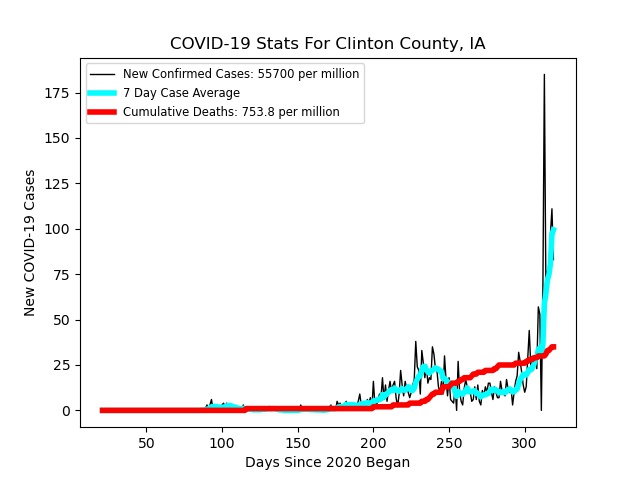 COVID-19 Stats For Clinton County, IA
New Confirmed Cases: 55700 per million
7 Day Case Average
Cumulative Deaths: 753.8 per million
New COVID-19 Cases
175
150
125
100
75
50
25
0
50 100 150 200 250 300
Days Since 2020 Began